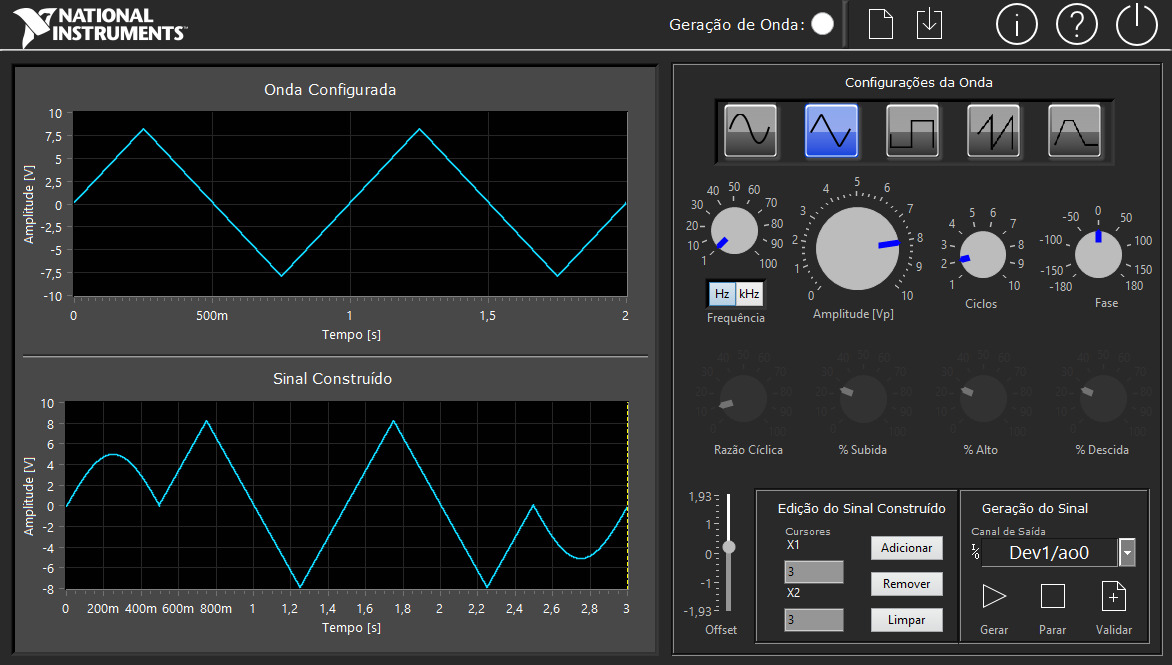 NATIONAL
INSTRUMENTS™
Geração de Onda:
Onda Configurada
Amplitude [V]
10
7,5
5
2,5
0
-2,5
-5
-7,5
-10
0 500m 1 1,5 2
Tempo [s]
Sinal Construído
Amplitude [V]
10
8
6
4
2
0
-2
-4
-6
-8
0 200m 400m 600m 800m 1 1,2 1,4 1,6 1,8 2 2,2 2,4 2,6 2,8 3
Tempo [s]
Configurações da Onda
1 10 20 30 40 50 60 70 80 90 100
Hz kHz
Frequência
0 1 2 3 4 5 6 7 8 9 10
Amplitude [Vp]
1 2 3 4 5 6 7 8 9 10
Ciclos
-180 -150 -100 -50 0 50 100 150 180
Fase
Razão Cíclica
% Subida
% Alto
% Descida
1,93
1
0
-1
-1,93
Offset
Edição do Sinal Construído
Cursores
X1
3
X2
3
Adicionar
Remover
Limpar
Geração do Sinal
Canal de Saída
I/O Dev1/ao0
Gerar Parar Validar